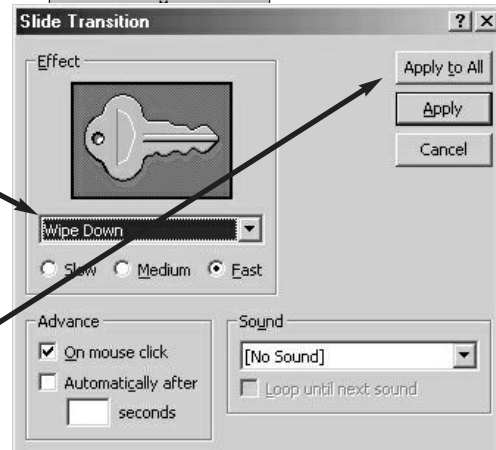 Slide Transition
Effect
Apply to All
Apply
Cancel
Wipe Down
Slow Medium Fast
Advance
On mouse click
Automatically after
seconds
Sound
[No Sound]
Loop until next sound